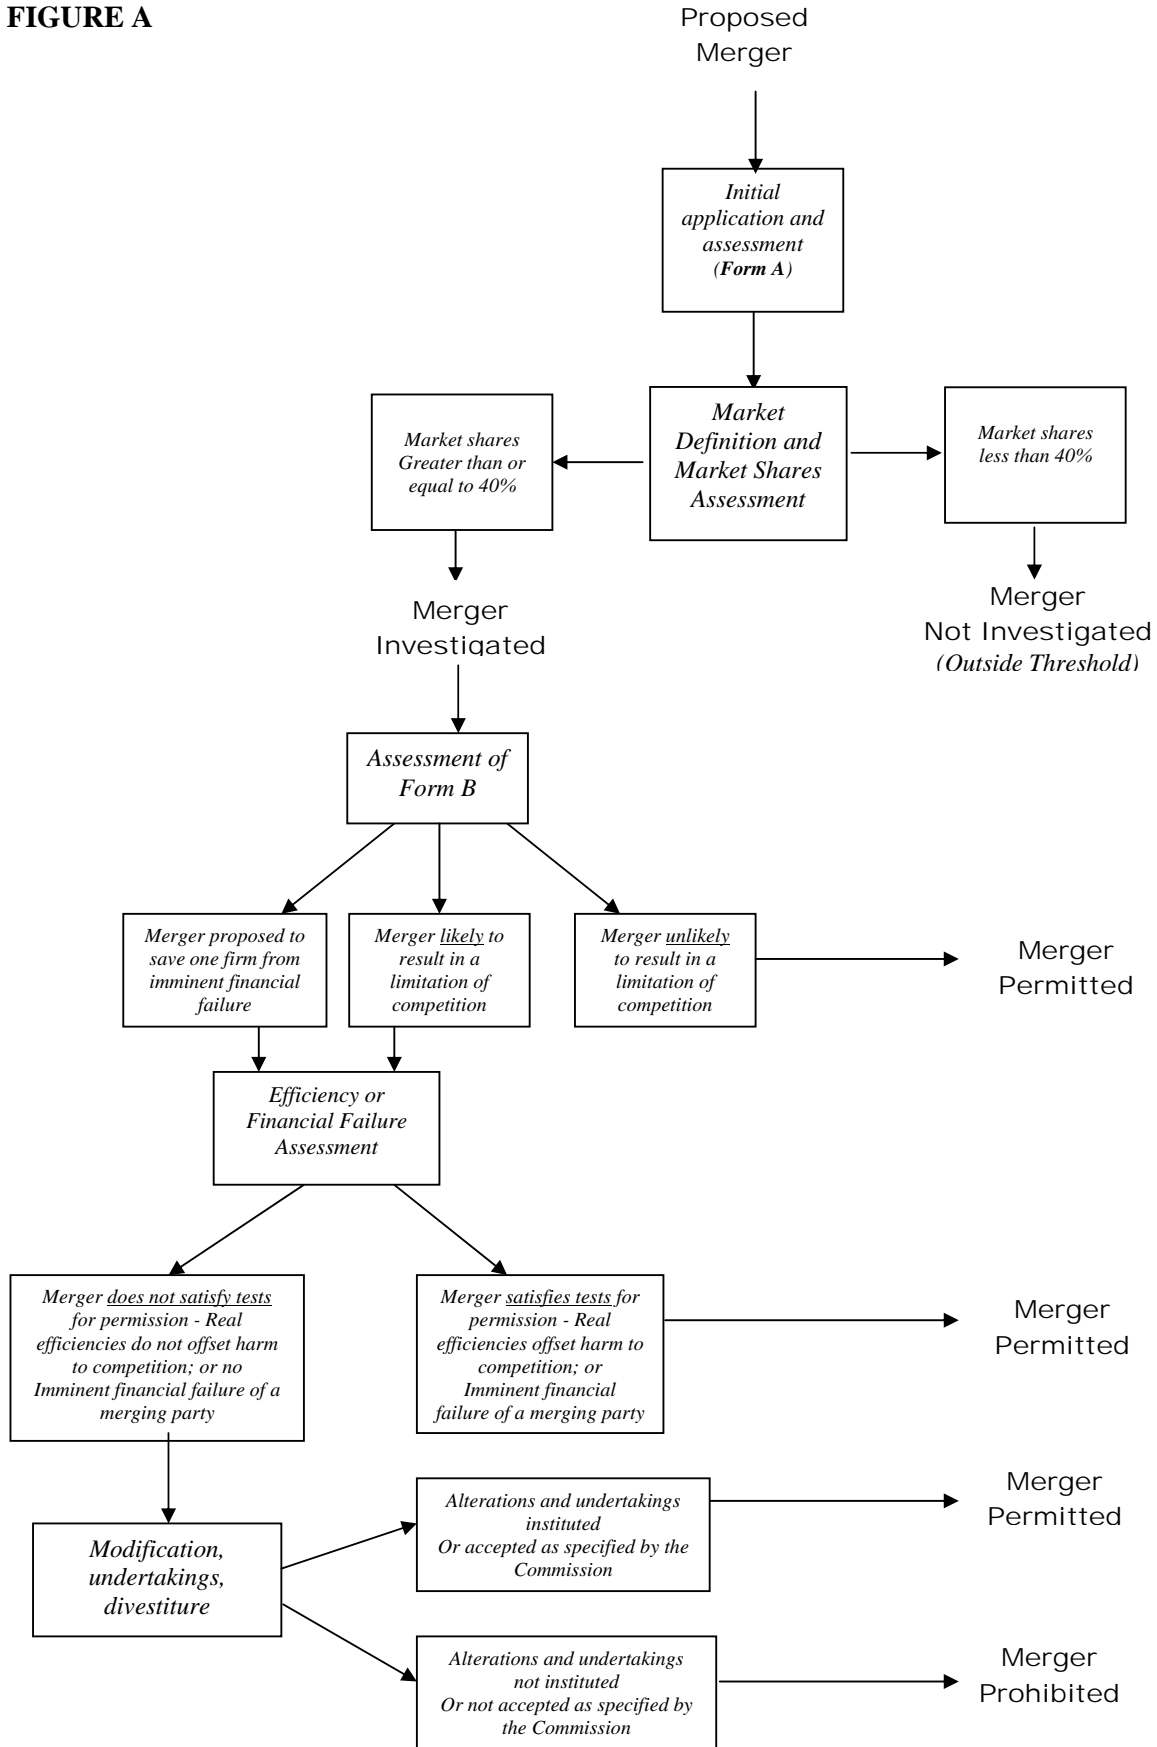 FIGURE A
Proposed
Merger
Initial
application and
assessment
(Form A)
Market shares
Greater than or
equal to 40%
Market
Definition and
Market Shares
Assessment
Market shares
less than 40%
Merger
Investigated
Merger
Not Investigated
(Outside Threshold)
Assessment of
Form B
Merger proposed to
save one firm from
imminent financial
failure
Merger likely to
result in a
limitation of
competition
Merger unlikely
to result in a
limitation of
competition
Merger
Permitted
Efficiency or
Financial Failure
Assessment
Merger does not satisfy tests
for permission - Real
efficiencies do not offset harm
to competition; or no
Imminent financial failure of a
merging party
Merger satisfies tests for
permission - Real
efficiencies offset harm to
competition; or
Imminent financial
failure of a merging party
Merger
Permitted
Modification,
undertakings,
divestiture
Alterations and undertakings
instituted
Or accepted as specified by the
Commission
Merger
Permitted
Alterations and undertakings
not instituted
Or not accepted as specified by
the Commission
Merger
Prohibited